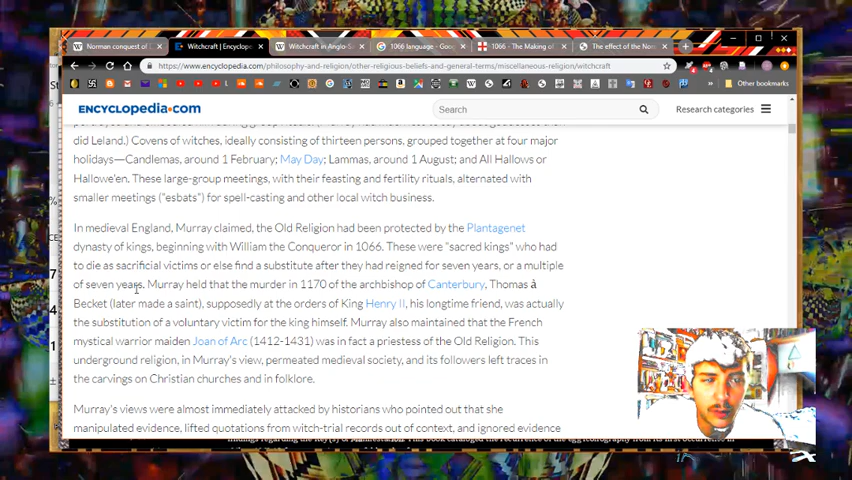 Norman conquest of
Witchcraft | Encyclope
Witchcraft in Anglo-S
1066 language - Goog
1066 - The Making of
The effect of the Nor
https://www.encyclopedia.com/philosophy-and-religion/other-religious-beliefs-and-general-terms/miscellaneous-religion/witchcraft
Other bookmarks
ENCYCLOPEDIA•COM
Search
Research categories
did Leland.) Covens of witches, ideally consisting of thirteen persons, grouped together at four major
holidays—Candlemas, around 1 February; May Day; Lammas, around 1 August; and All Hallows or
Hallowe'en. These large-group meetings, with their feasting and fertility rituals, alternated with
smaller meetings ("esbats") for spell-casting and other local witch business.
In medieval England, Murray claimed, the Old Religion had been protected by the Plantagenet
dynasty of kings, beginning with William the Conqueror in 1066. These were "sacred kings" who had
to die as sacrificial victims or else find a substitute after they had reigned for seven years, or a multiple
of seven years. Murray held that the murder in 1170 of the archbishop of Canterbury, Thomas à
Becket (later made a saint), supposedly at the orders of King Henry II, his longtime friend, was actually
the substitution of a voluntary victim for the king himself. Murray also maintained that the French
mystical warrior maiden Joan of Arc (1412-1431) was in fact a priestess of the Old Religion. This
underground religion, in Murray's view, permeated medieval society, and its followers left traces in
the carvings on Christian churches and in folklore.
Murray's views were almost immediately attacked by historians who pointed out that she
manipulated evidence, lifted quotations from witch-trial records out of context, and ignored evidence